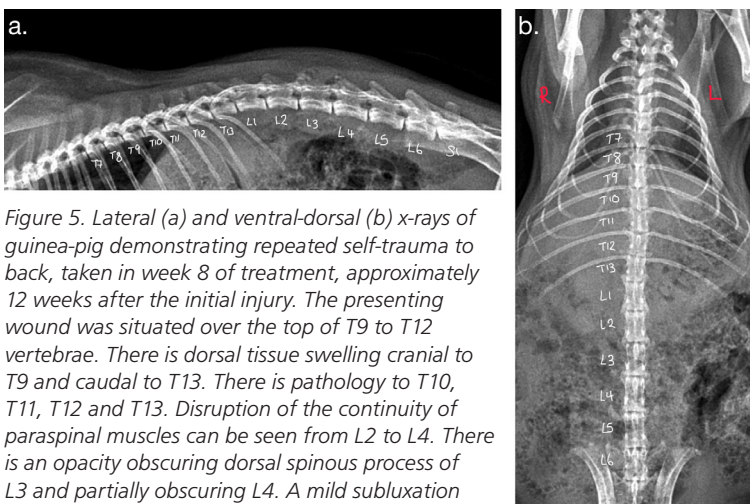 a.
T7 T8 T9 T10 T11 T12 T13 L1 L2 L3 L4 L5 L6 S1
Figure 5. Lateral (a) and ventral-dorsal (b) x-rays of
guinea-pig demonstrating repeated self-trauma to
back, taken in week 8 of treatment, approximately
12 weeks after the initial injury. The presenting
wound was situated over the top of T9 to T12
vertebrae. There is dorsal tissue swelling cranial to
T9 and caudal to T13. There is pathology to T10,
T11, T12 and T13. Disruption of the continuity of
paraspinal muscles can be seen from L2 to L4. There
is an opacity obscuring dorsal spinous process of
L3 and partially obscuring L4. A mild subluxation
b.
R L
T7
T8
T9
T10
T11
T12
T13
L1
L2
L3
L4
L5
L6